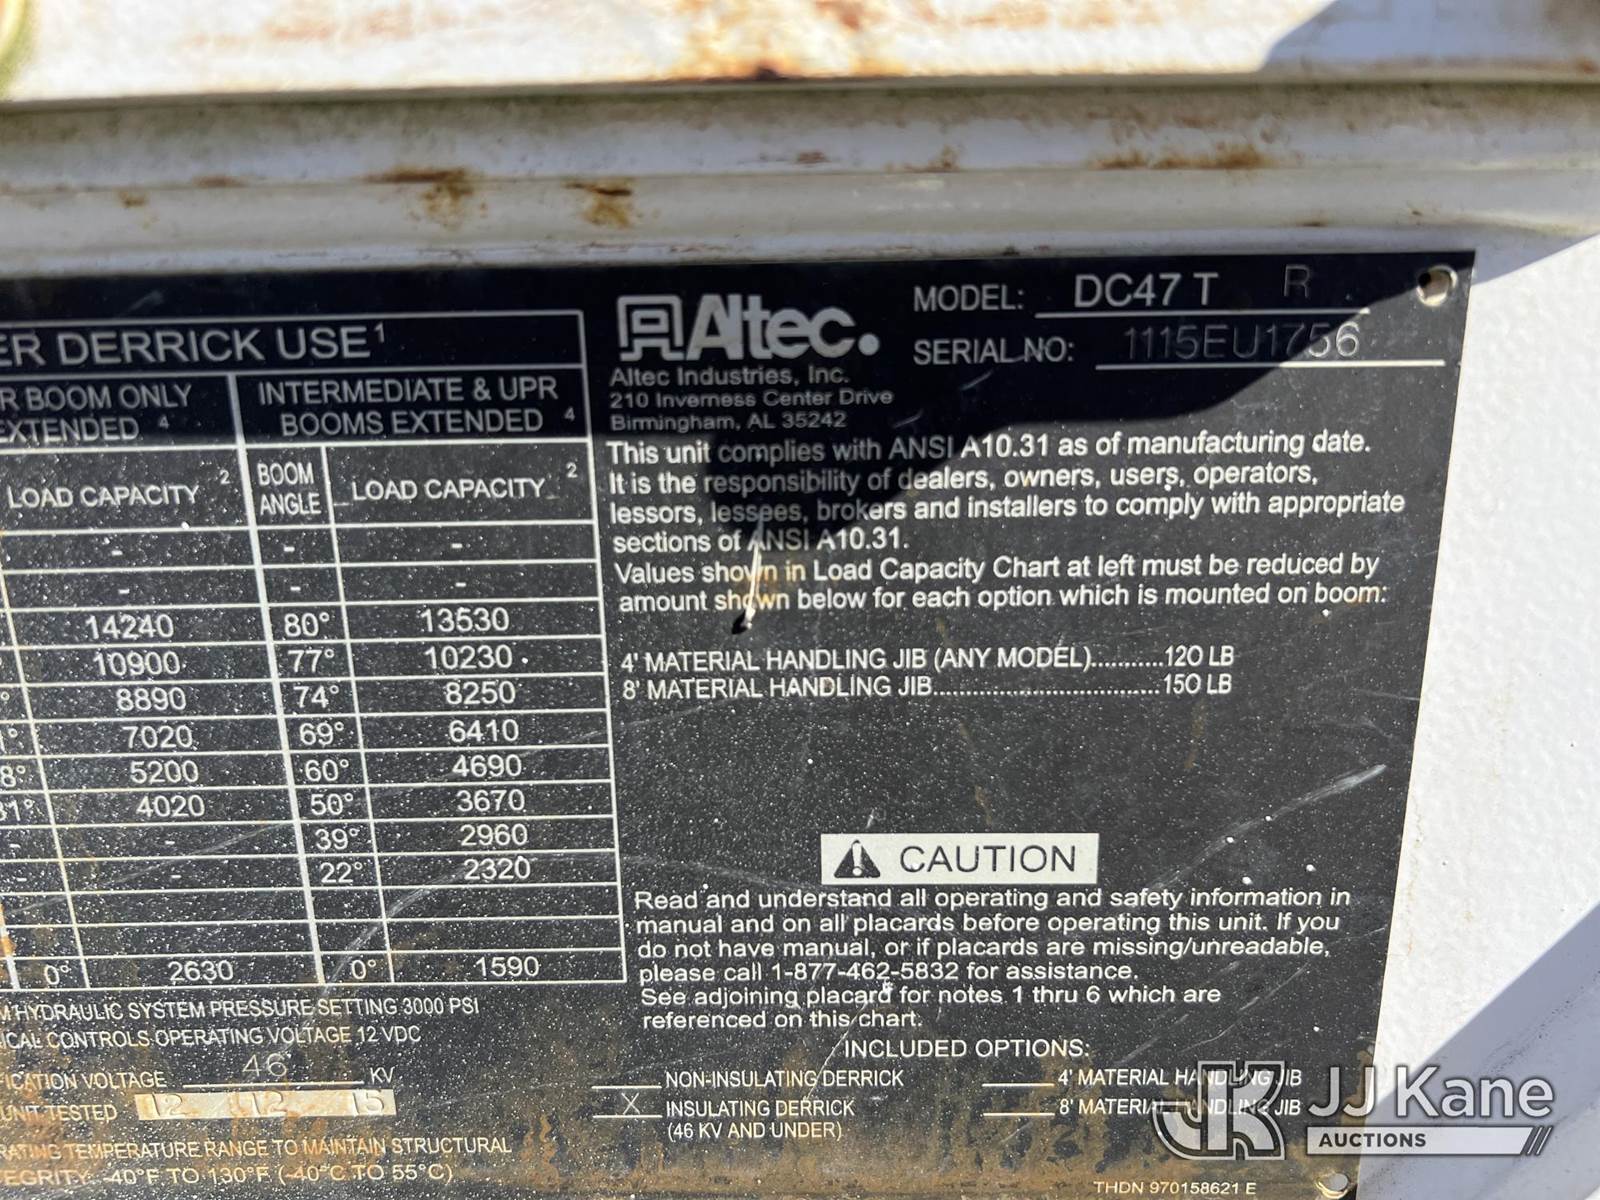 ER DERRICK USE 1
R BOOM ONLY
EXTENDED 4
INTERMEDIATE & UPR
BOOMS EXTENDED 4
LOAD CAPACITY 2
BOOM
ANGLE
LOAD CAPACITY 2
- - -
- - -
14240 80° 13530
10900 77° 10230
8890 74° 8250
7020 69° 6410
8° 5200 60° 4690
31° 4020 50° 3670
- - 39° 2960
- - 22° 2320
0° 2630 0° 1590
M HYDRAULIC SYSTEM PRESSURE SETTING 3000 PSI
ICAL CONTROLS OPERATING VOLTAGE 12 VDC
FICATION VOLTAGE 46 KV
UNIT TESTED 12 12 15
RATING TEMPERATURE RANGE TO MAINTAIN STRUCTURAL
EGRITY: -40°F TO 130°F (-40°C TO 55°C)
Altec.
Altec Industries, Inc.
210 Inverness Center Drive
Birmingham, AL 35242
MODEL: DC47 T R
SERIAL NO: 1115EU1756
This unit complies with ANSI A10.31 as of manufacturing date.
It is the responsibility of dealers, owners, users, operators,
lessors, lessees, brokers and installers to comply with appropriate
sections of ANSI A10.31.
Values shown in Load Capacity Chart at left must be reduced by
amount shown below for each option which is mounted on boom:
4' MATERIAL HANDLING JIB (ANY MODEL)...........120 LB
8' MATERIAL HANDLING JIB...................................150 LB
CAUTION
Read and understand all operating and safety information in
manual and on all placards before operating this unit. If you
do not have manual, or if placards are missing/unreadable,
please call 1-877-462-5832 for assistance.
See adjoining placard for notes 1 thru 6 which are
referenced on this chart.
INCLUDED OPTIONS:
NON-INSULATING DERRICK
X INSULATING DERRICK
(46 KV AND UNDER)
4' MATERIAL HANDLING JIB
8' MATERIAL HANDLING JIB
THDN 970158621 E
JK JJ Kane
AUCTIONS